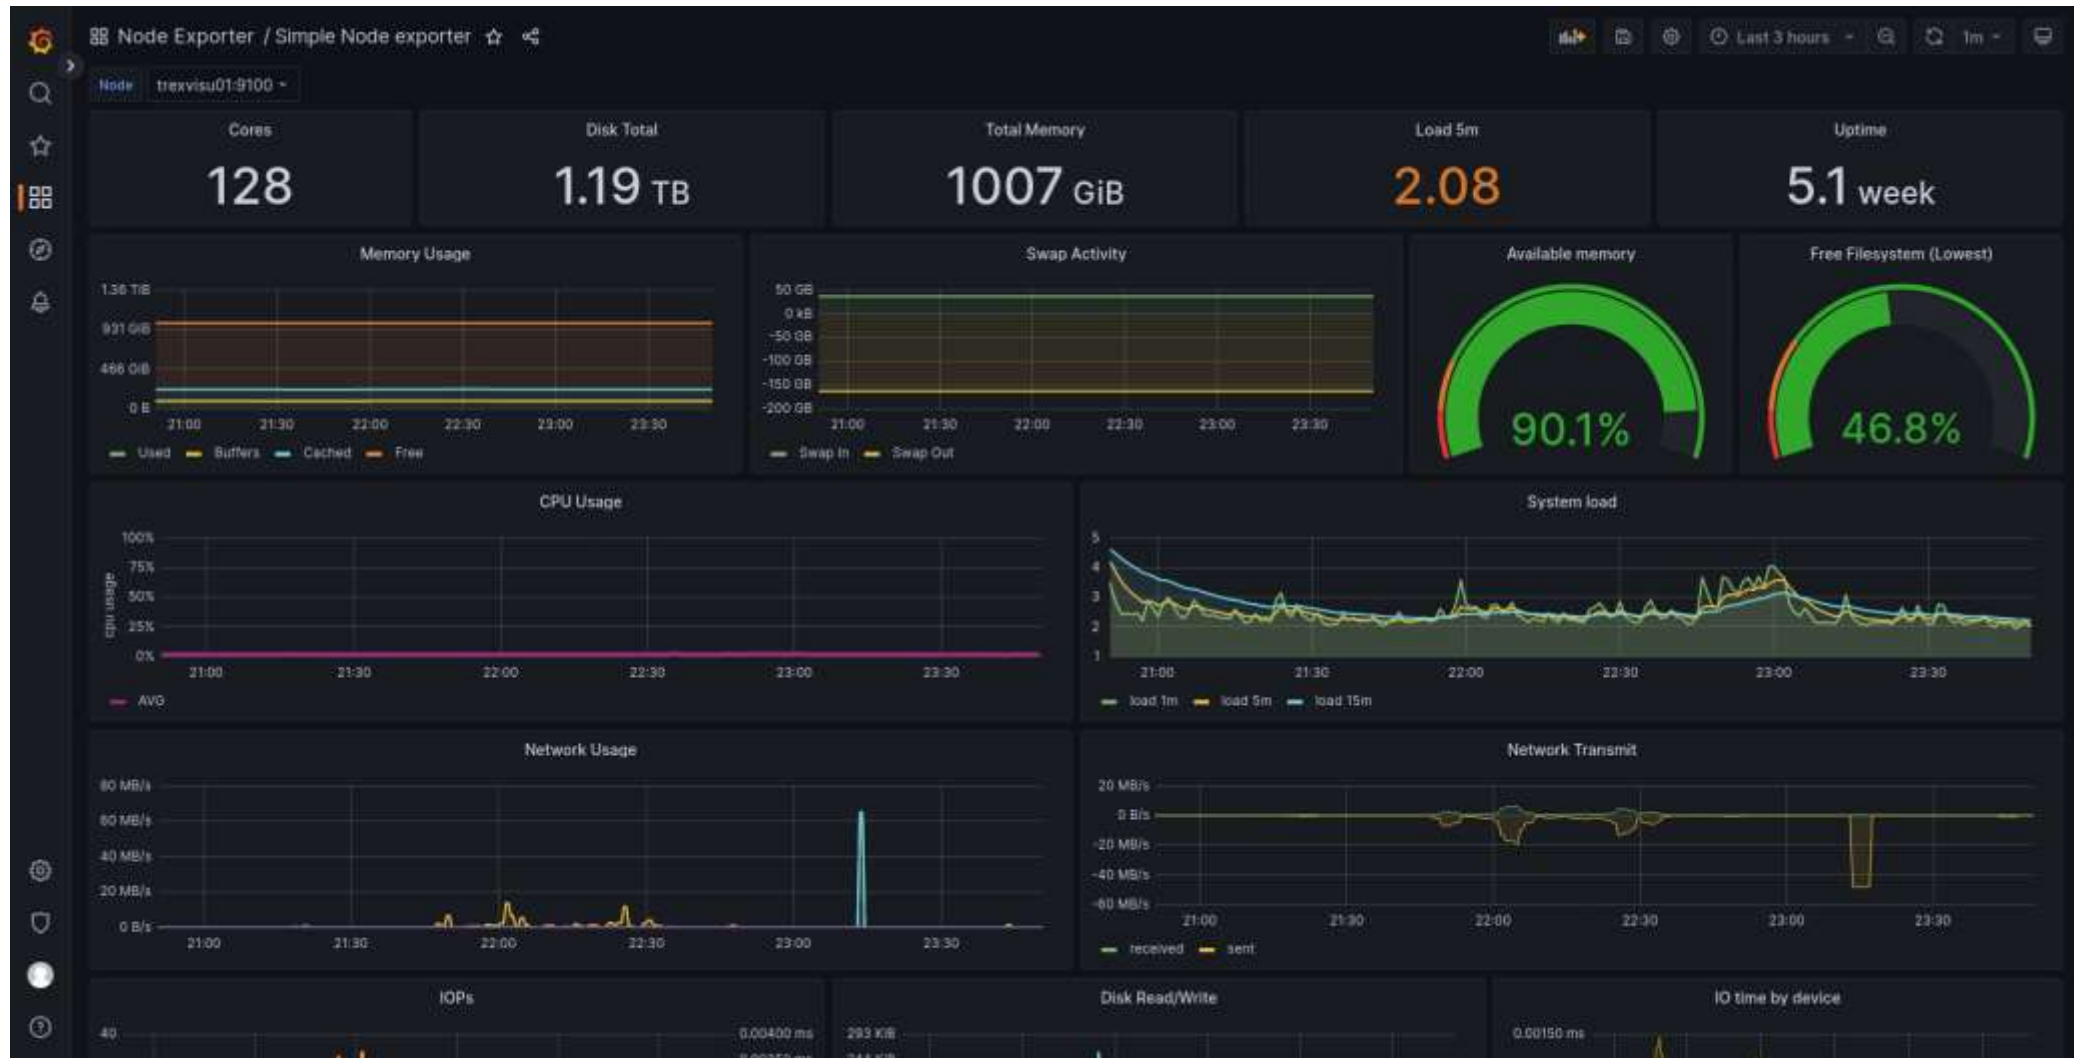 Node Exporter / Simple Node exporter
Last 3 hours
1m
Node trexvisu01:9100
Cores
128
Disk Total
1.19 TB
Total Memory
1007 GiB
Load 5m
2.08
Uptime
5.1 week
Memory Usage
1.36 TiB
931 GiB
466 GiB
0 B
21:00 21:30 22:00 22:30 23:00 23:30
Used Buffers Cached Free
Swap Activity
50 GB
0 kB
-50 GB
-100 GB
-150 GB
-200 GB
21:00 21:30 22:00 22:30 23:00 23:30
Swap In Swap Out
Available memory
90.1%
Free Filesystem (Lowest)
46.8%
CPU Usage
cpu usage
100%
75%
50%
25%
0%
21:00 21:30 22:00 22:30 23:00 23:30
AVG
System load
5
4
3
2
1
21:00 21:30 22:00 22:30 23:00 23:30
load 1m load 5m load 15m
Network Usage
80 MB/s
60 MB/s
40 MB/s
20 MB/s
0 B/s
21:00 21:30 22:00 22:30 23:00 23:30
Network Transmit
20 MB/s
0 B/s
-20 MB/s
-40 MB/s
-60 MB/s
21:00 21:30 22:00 22:30 23:00 23:30
received sent
IOPs
40
0.00400 ms
Disk Read/Write
293 KiB
IO time by device
0.00150 ms